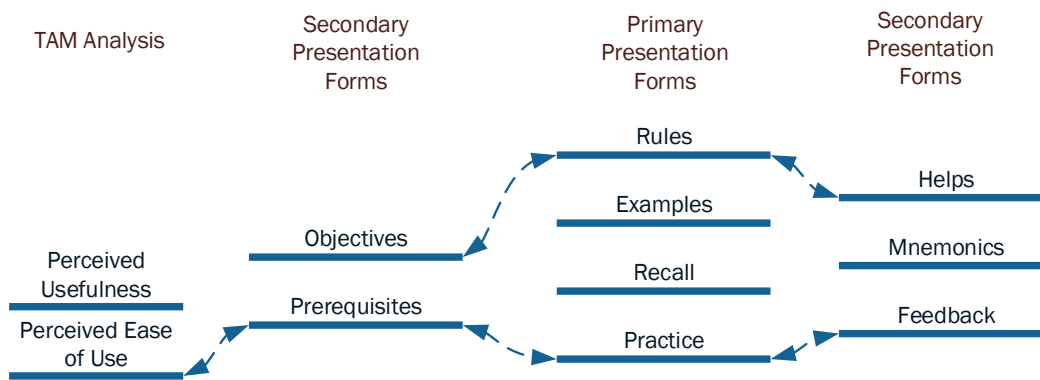 TAM Analysis
Secondary
Presentation
Forms
Primary
Presentation
Forms
Secondary
Presentation
Forms
Perceived
Usefulness
Perceived Ease
of Use
Objectives
Prerequisites
Rules
Examples
Recall
Practice
Helps
Mnemonics
Feedback